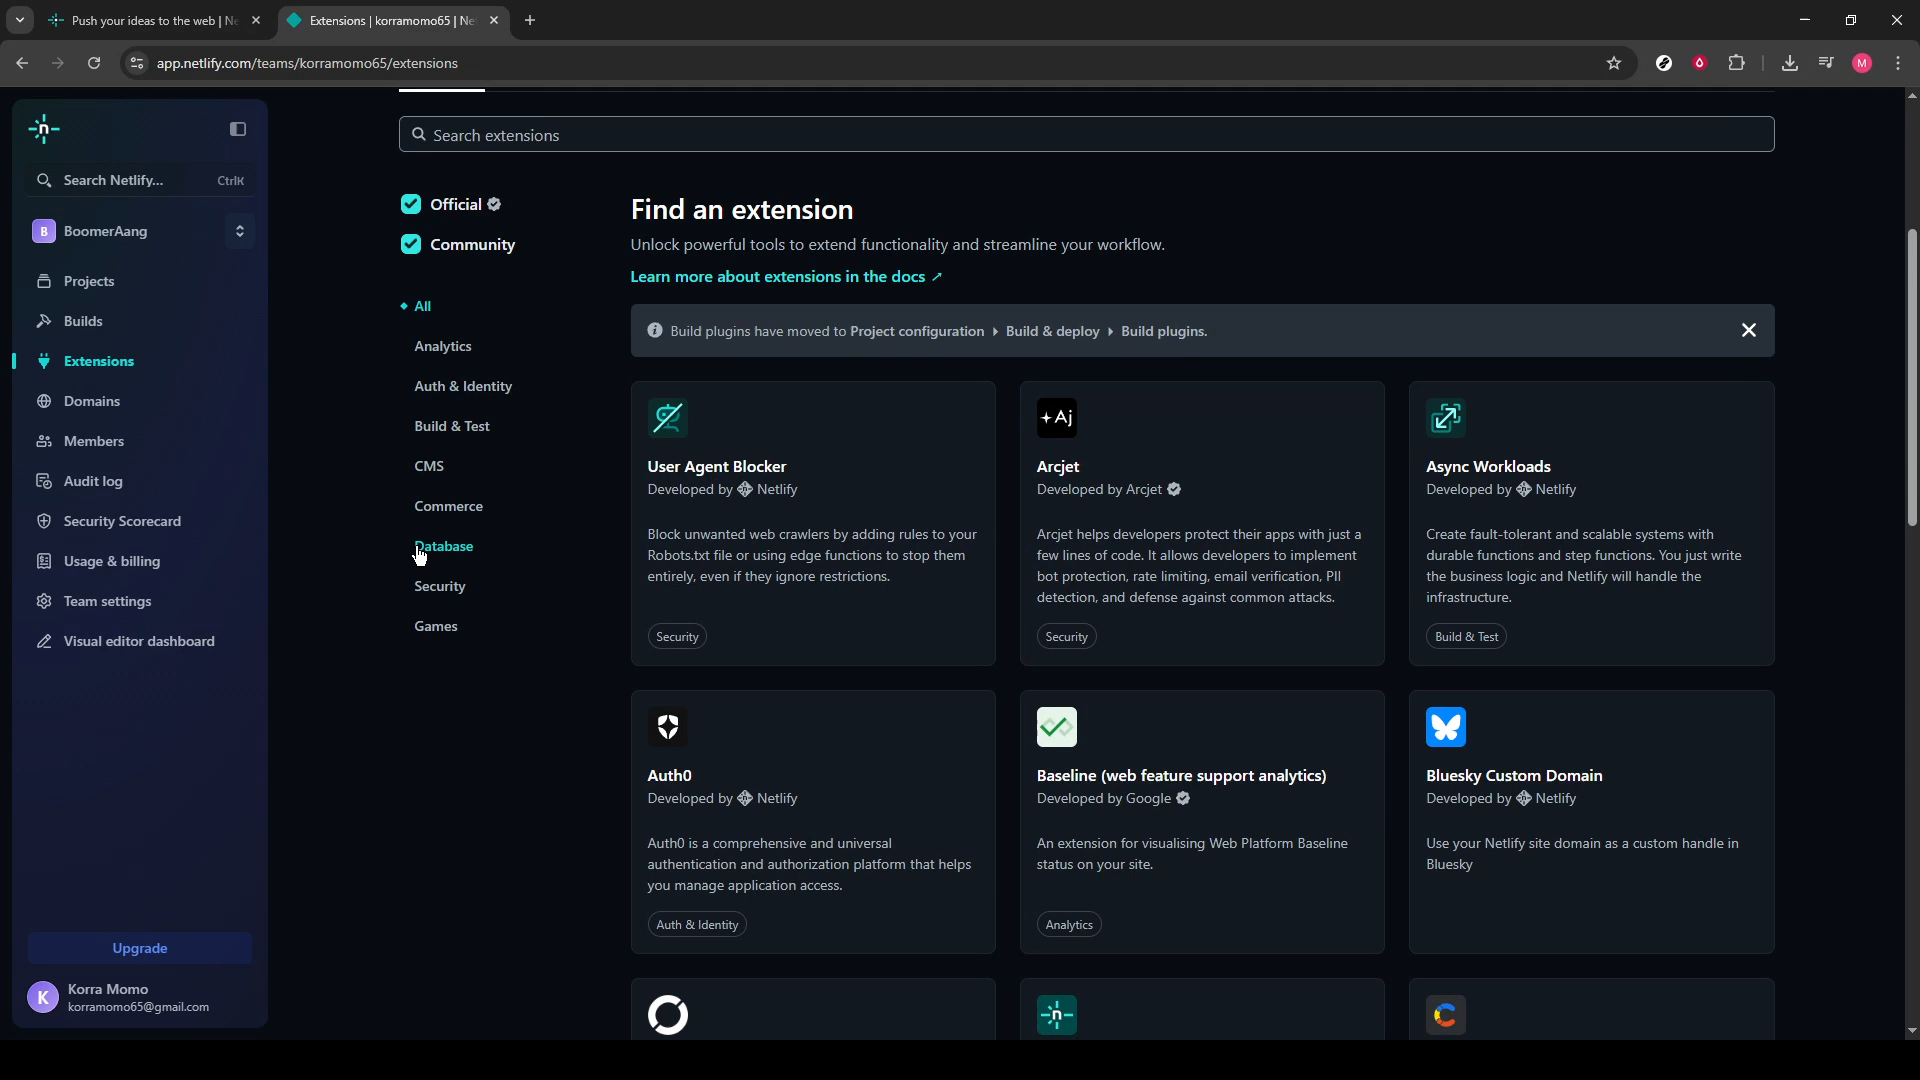 Push your ideas to the web | Ne
Extensions | korramomo65 | Ne
app.netlify.com/teams/korramomo65/extensions
M
n
Search Netlify...
CtrlK
B
BoomerAang
Projects
Builds
Extensions
Domains
Members
Audit log
Security Scorecard
Usage & billing
Team settings
Visual editor dashboard
Upgrade
K
Korra Momo
korramomo65@gmail.com
Search extensions
Official
Community
All
Analytics
Auth & Identity
Build & Test
CMS
Commerce
Database
Security
Games
Find an extension
Unlock powerful tools to extend functionality and streamline your workflow.
Learn more about extensions in the docs ↗
Build plugins have moved to Project configuration ▸ Build & deploy ▸ Build plugins.
User Agent Blocker
Developed by Netlify
Block unwanted web crawlers by adding rules to your
Robots.txt file or using edge functions to stop them
entirely, even if they ignore restrictions.
Security
+Aj
Arcjet
Developed by Arcjet
Arcjet helps developers protect their apps with just a
few lines of code. It allows developers to implement
bot protection, rate limiting, email verification, PII
detection, and defense against common attacks.
Security
Async Workloads
Developed by Netlify
Create fault-tolerant and scalable systems with
durable functions and step functions. You just write
the business logic and Netlify will handle the
infrastructure.
Build & Test
Auth0
Developed by Netlify
Auth0 is a comprehensive and universal
authentication and authorization platform that helps
you manage application access.
Auth & Identity
Baseline (web feature support analytics)
Developed by Google
An extension for visualising Web Platform Baseline
status on your site.
Analytics
Bluesky Custom Domain
Developed by Netlify
Use your Netlify site domain as a custom handle in
Bluesky
n